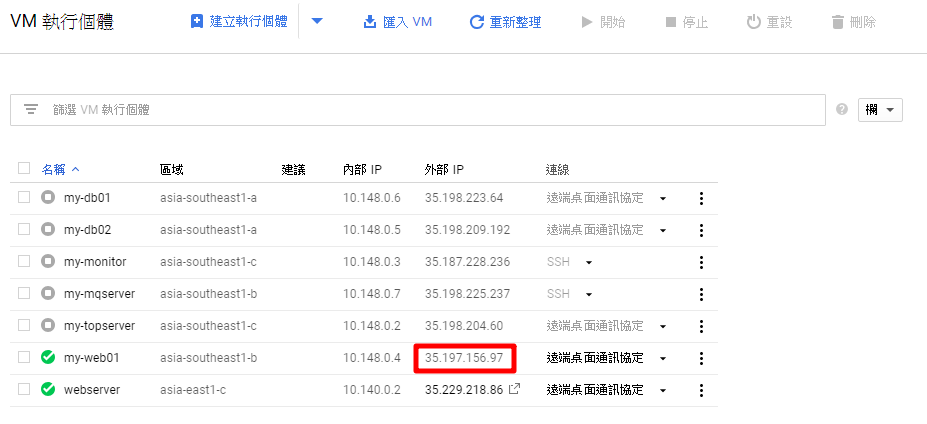 VM 執行個體 建立執行個體 匯入 VM 重新整理 開始 停止 重設 刪除
篩選 VM 執行個體 ? 欄
名稱 區域 建議 內部 IP 外部 IP 連線
my-db01 asia-southeast1-a 10.148.0.6 35.198.223.64 遠端桌面通訊協定
my-db02 asia-southeast1-a 10.148.0.5 35.198.209.192 遠端桌面通訊協定
my-monitor asia-southeast1-c 10.148.0.3 35.187.228.236 SSH
my-mqserver asia-southeast1-b 10.148.0.7 35.198.225.237 SSH
my-topserver asia-southeast1-c 10.148.0.2 35.198.204.60 遠端桌面通訊協定
my-web01 asia-southeast1-b 10.148.0.4 35.197.156.97 遠端桌面通訊協定
webserver asia-east1-c 10.140.0.2 35.229.218.86 遠端桌面通訊協定